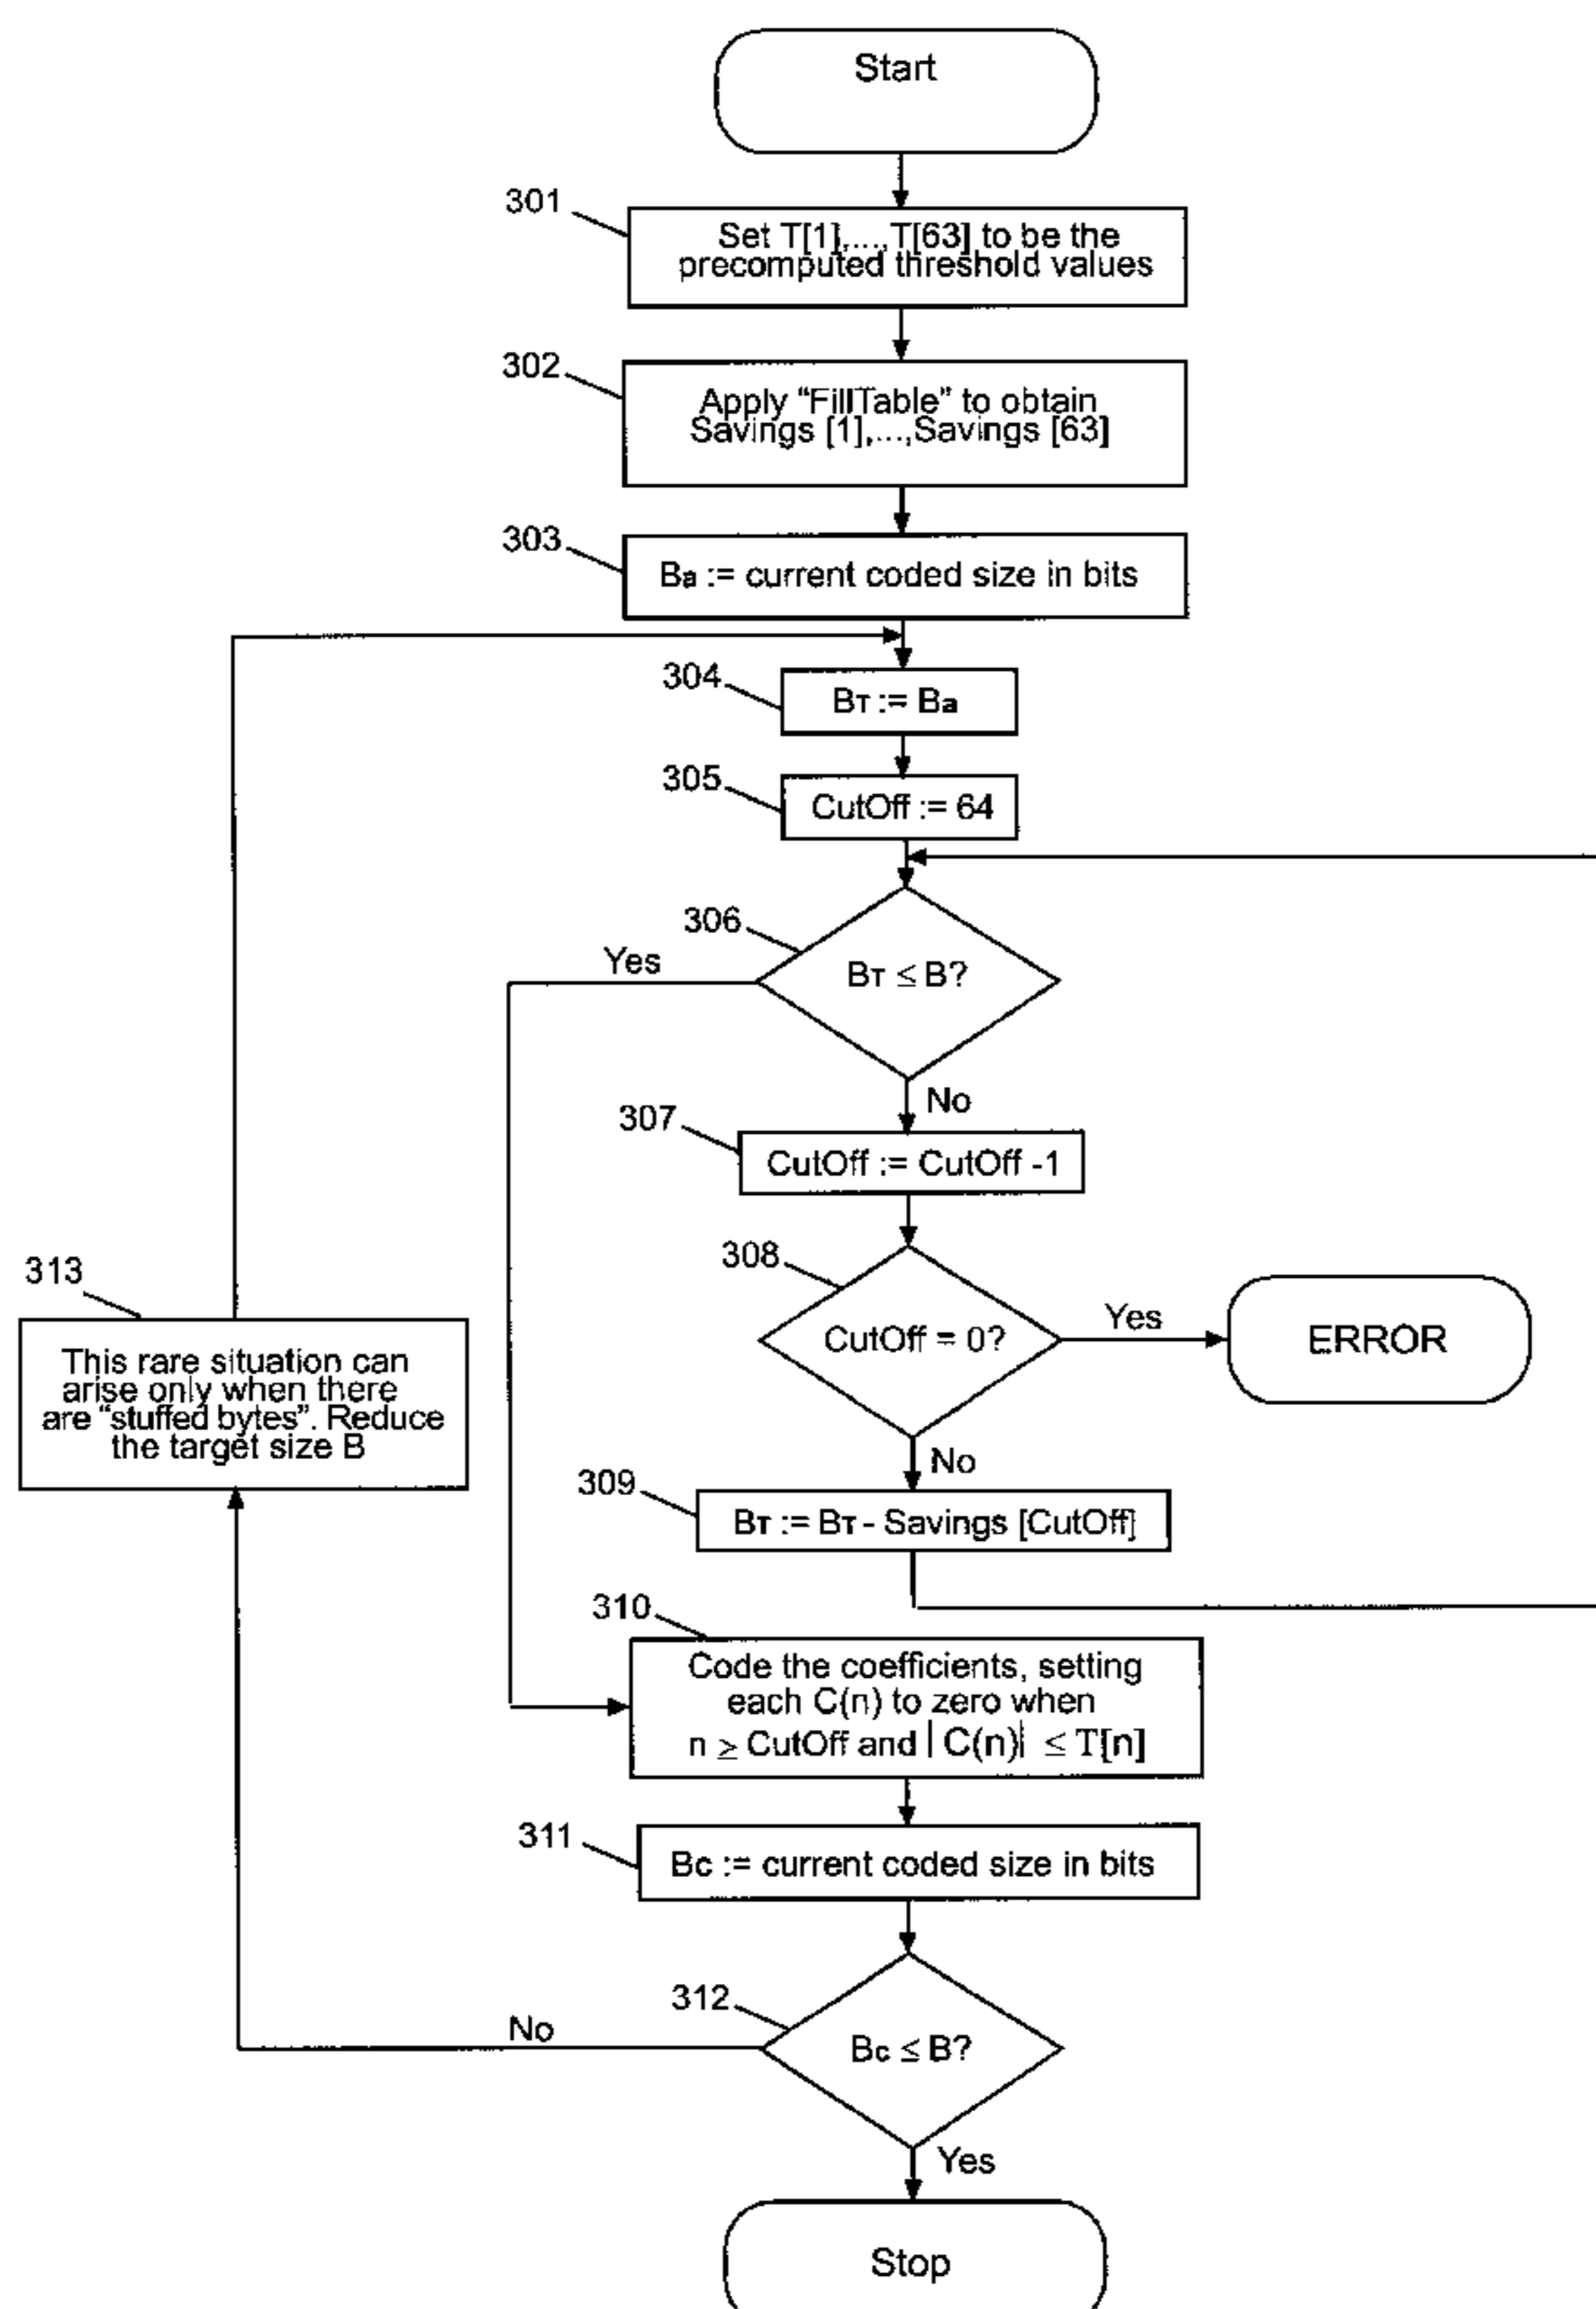 Start
301
Set T[1],...,T[63] to be the
precomputed threshold values
302
Apply “FillTable” to obtain
Savings [1],...,Savings [63]
303
Ba := current coded size in bits
304
BT := Ba
305
CutOff := 64
306
Yes
BT ≤ B?
No
307
CutOff := CutOff -1
308
CutOff = 0?
Yes
ERROR
313
This rare situation can
arise only when there
are “stuffed bytes”. Reduce
the target size B
No
309
BT := BT - Savings [CutOff]
310
Code the coefficients, setting
each C(n) to zero when
n ≥ CutOff and | C(n)| ≤ T[n]
311
Bc := current coded size in bits
312
No
Bc ≤ B?
Yes
Stop